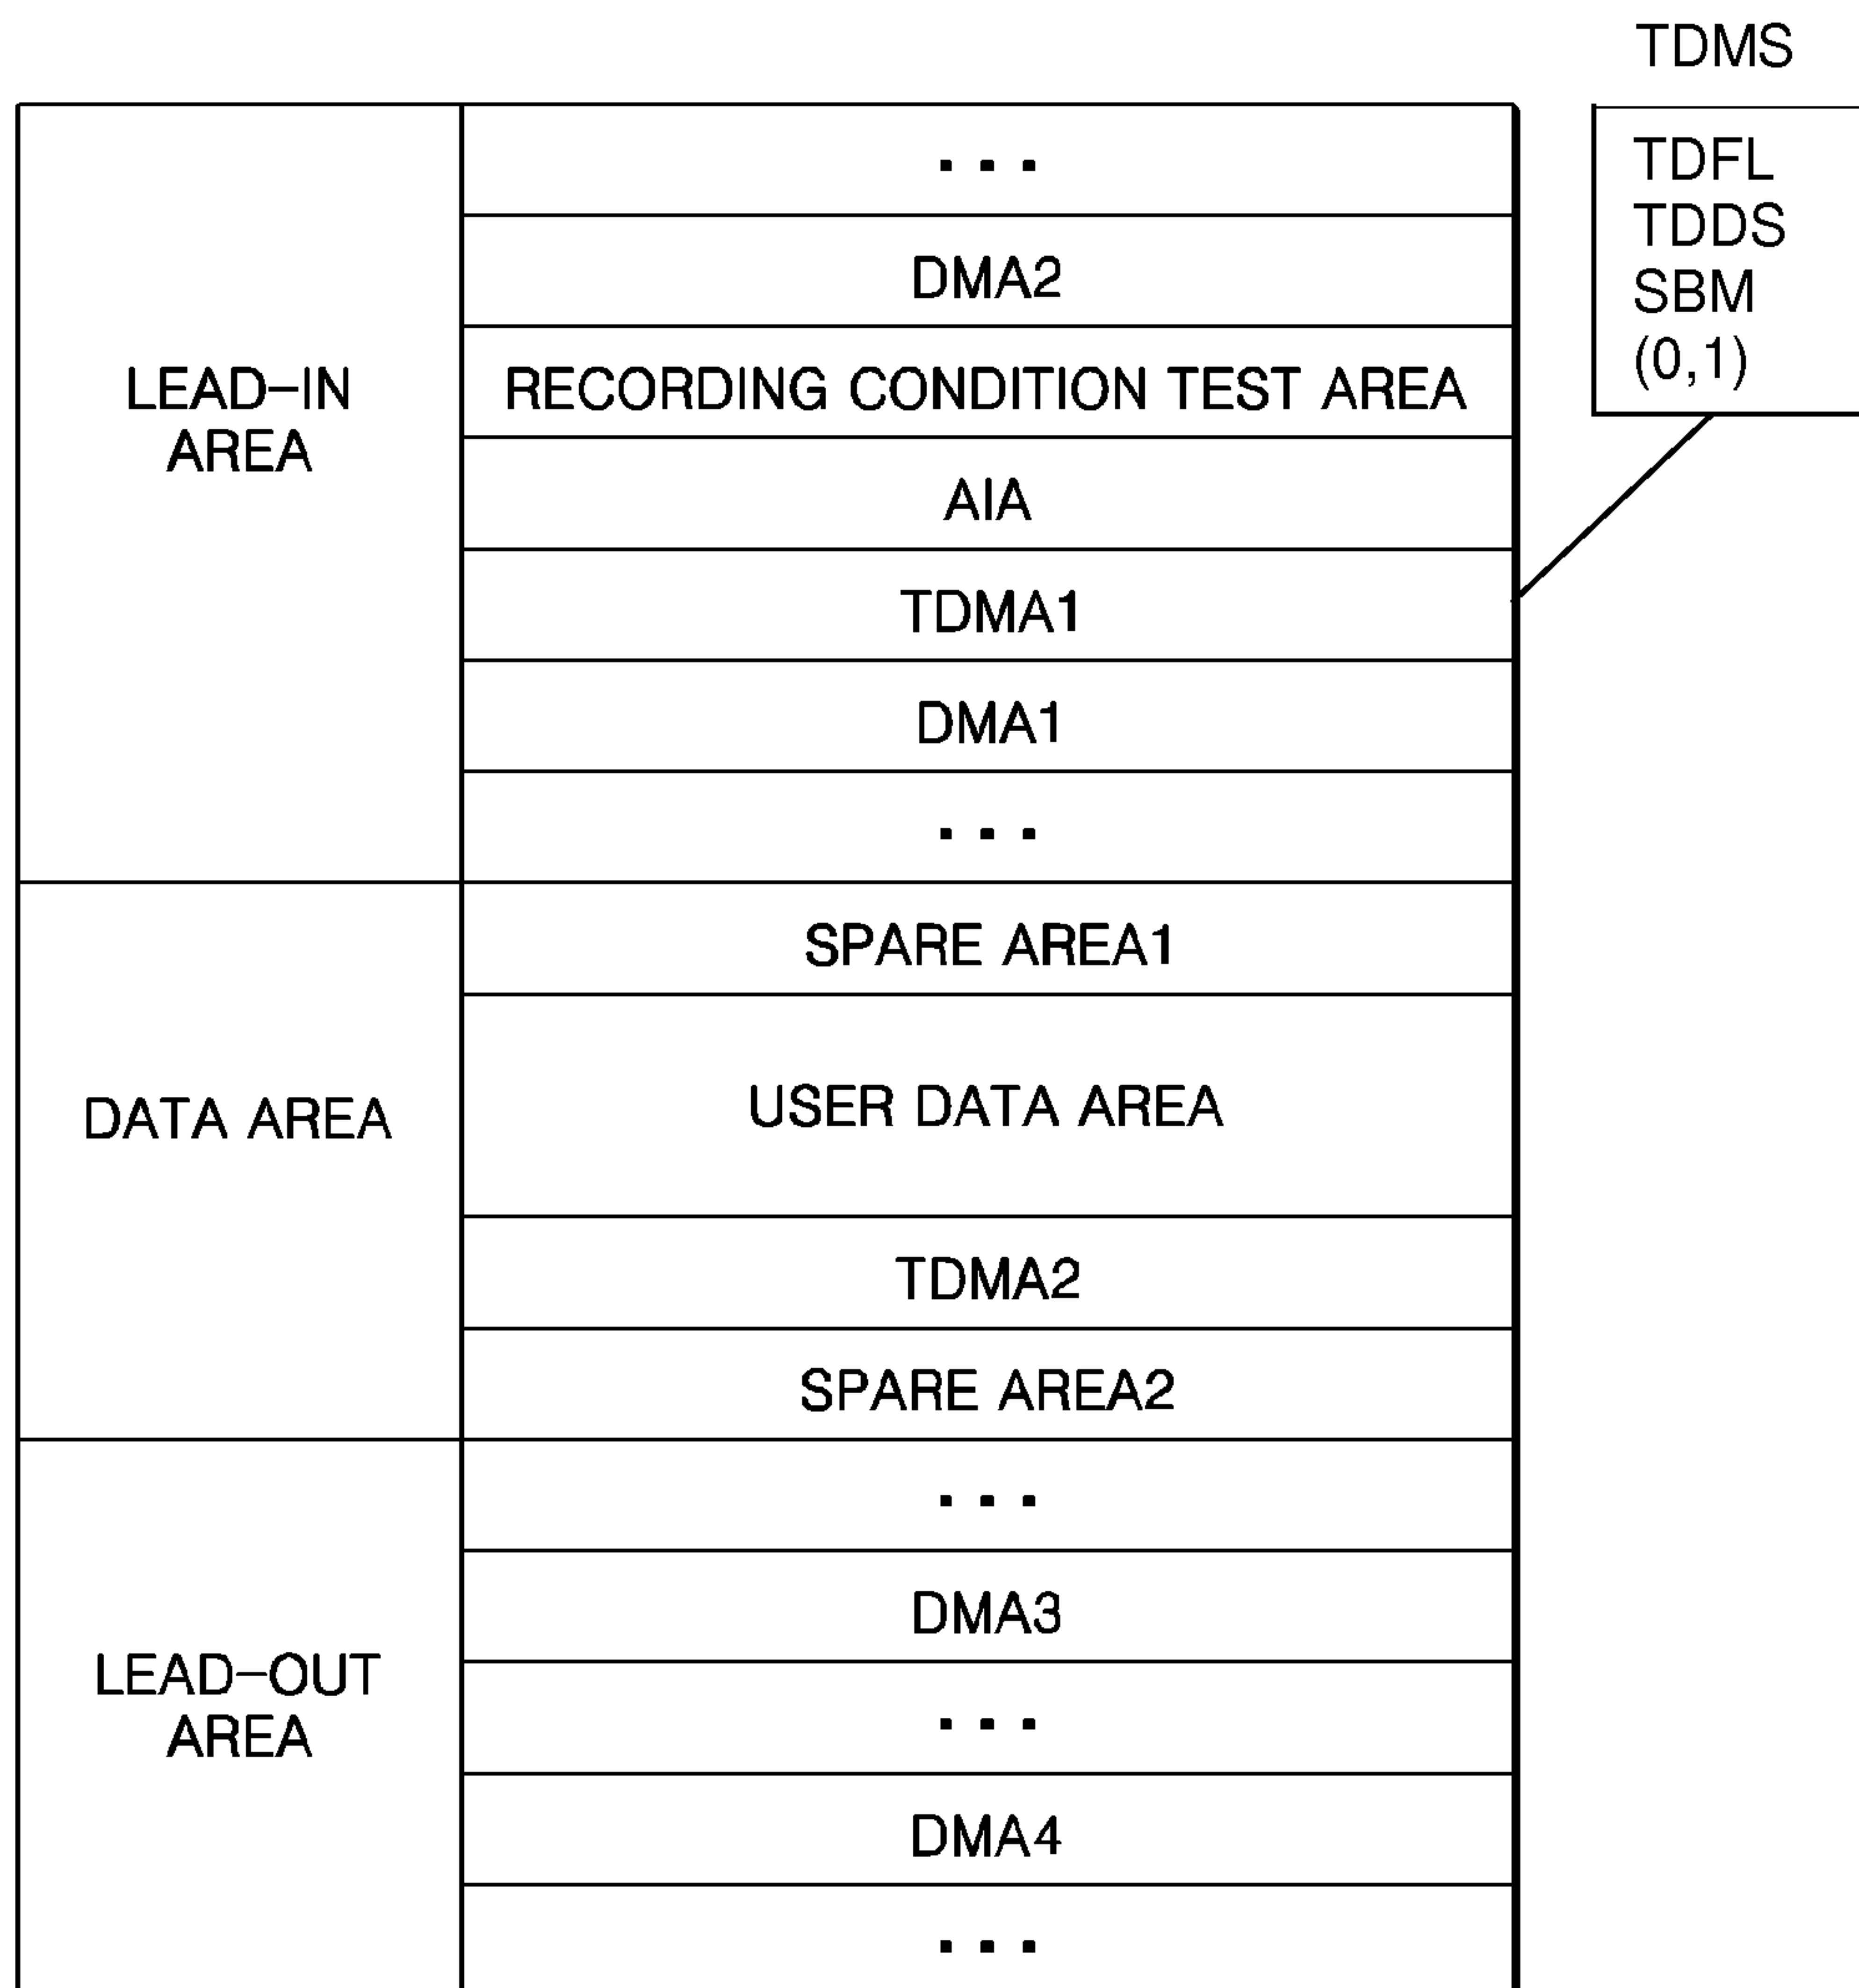 TDMS
TDFL
TDDS
SBM
(0,1)
LEAD-IN
AREA
...
DMA2
RECORDING CONDITION TEST AREA
AIA
TDMA1
DMA1
...
DATA AREA
SPARE AREA1
USER DATA AREA
TDMA2
SPARE AREA2
LEAD-OUT
AREA
...
DMA3
...
DMA4
...